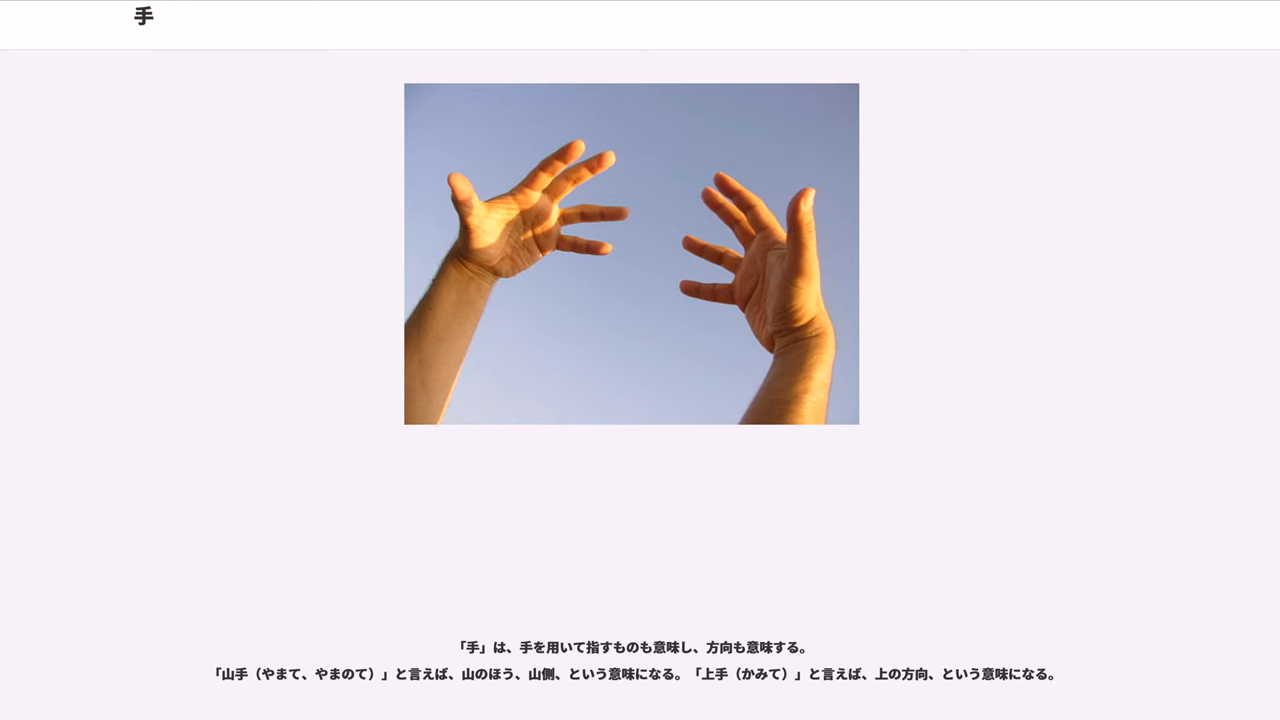 手
「手」は、手を用いて指すものも意味し、方向も意味する。
「山手（やまて、やまのて）」と言えば、山のほう、山側、という意味になる。「上手（かみて）」と言えば、上の方向、という意味になる。